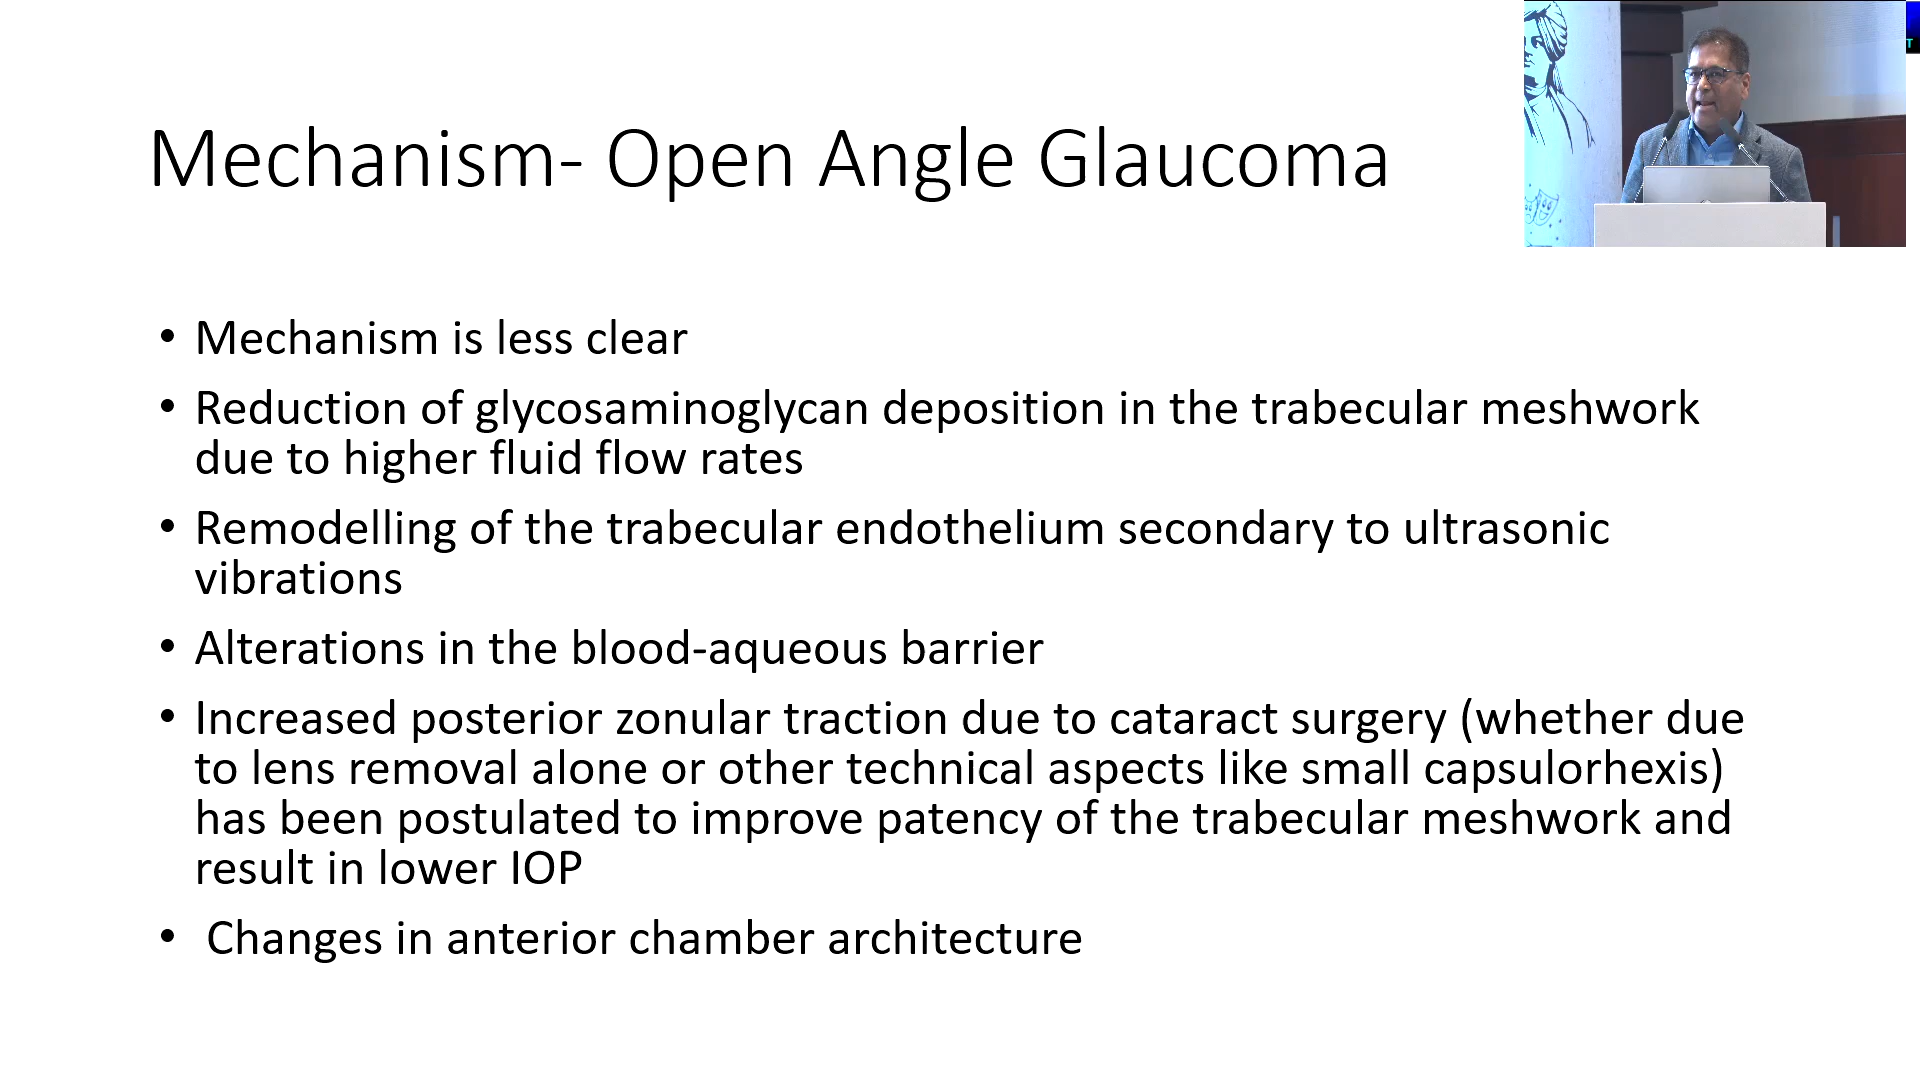 Mechanism- Open Angle Glaucoma
T
• Mechanism is less clear
• Reduction of glycosaminoglycan deposition in the trabecular meshwork
due to higher fluid flow rates
• Remodelling of the trabecular endothelium secondary to ultrasonic
vibrations
• Alterations in the blood-aqueous barrier
• Increased posterior zonular traction due to cataract surgery (whether due
to lens removal alone or other technical aspects like small capsulorhexis)
has been postulated to improve patency of the trabecular meshwork and
result in lower IOP
• Changes in anterior chamber architecture